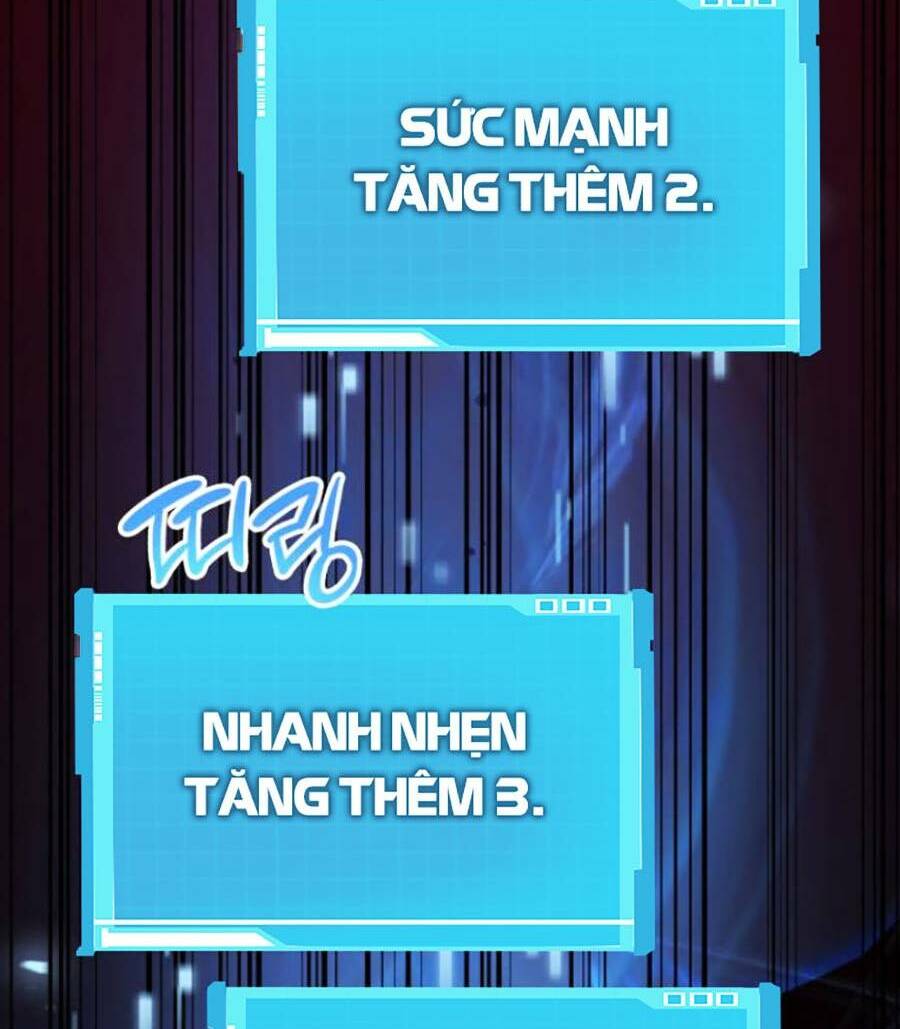 SỨC MẠNH
TĂNG THÊM 2.
띠링
NHANH NHẸN
TĂNG THÊM 3.